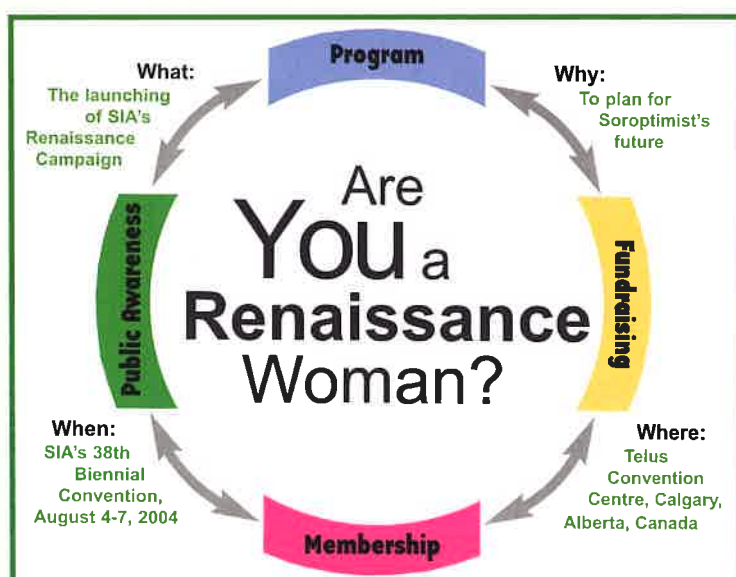 Program
What:
The launching
of SIA's
Renaissance
Campaign
Why:
To plan for
Soroptimist's
future
Public Awareness
Are
You a
Renaissance
Woman?
Fundraising
When:
SIA's 38th
Biennial
Convention,
August 4-7, 2004
Where:
Telus
Convention
Centre, Calgary,
Alberta, Canada
Membership